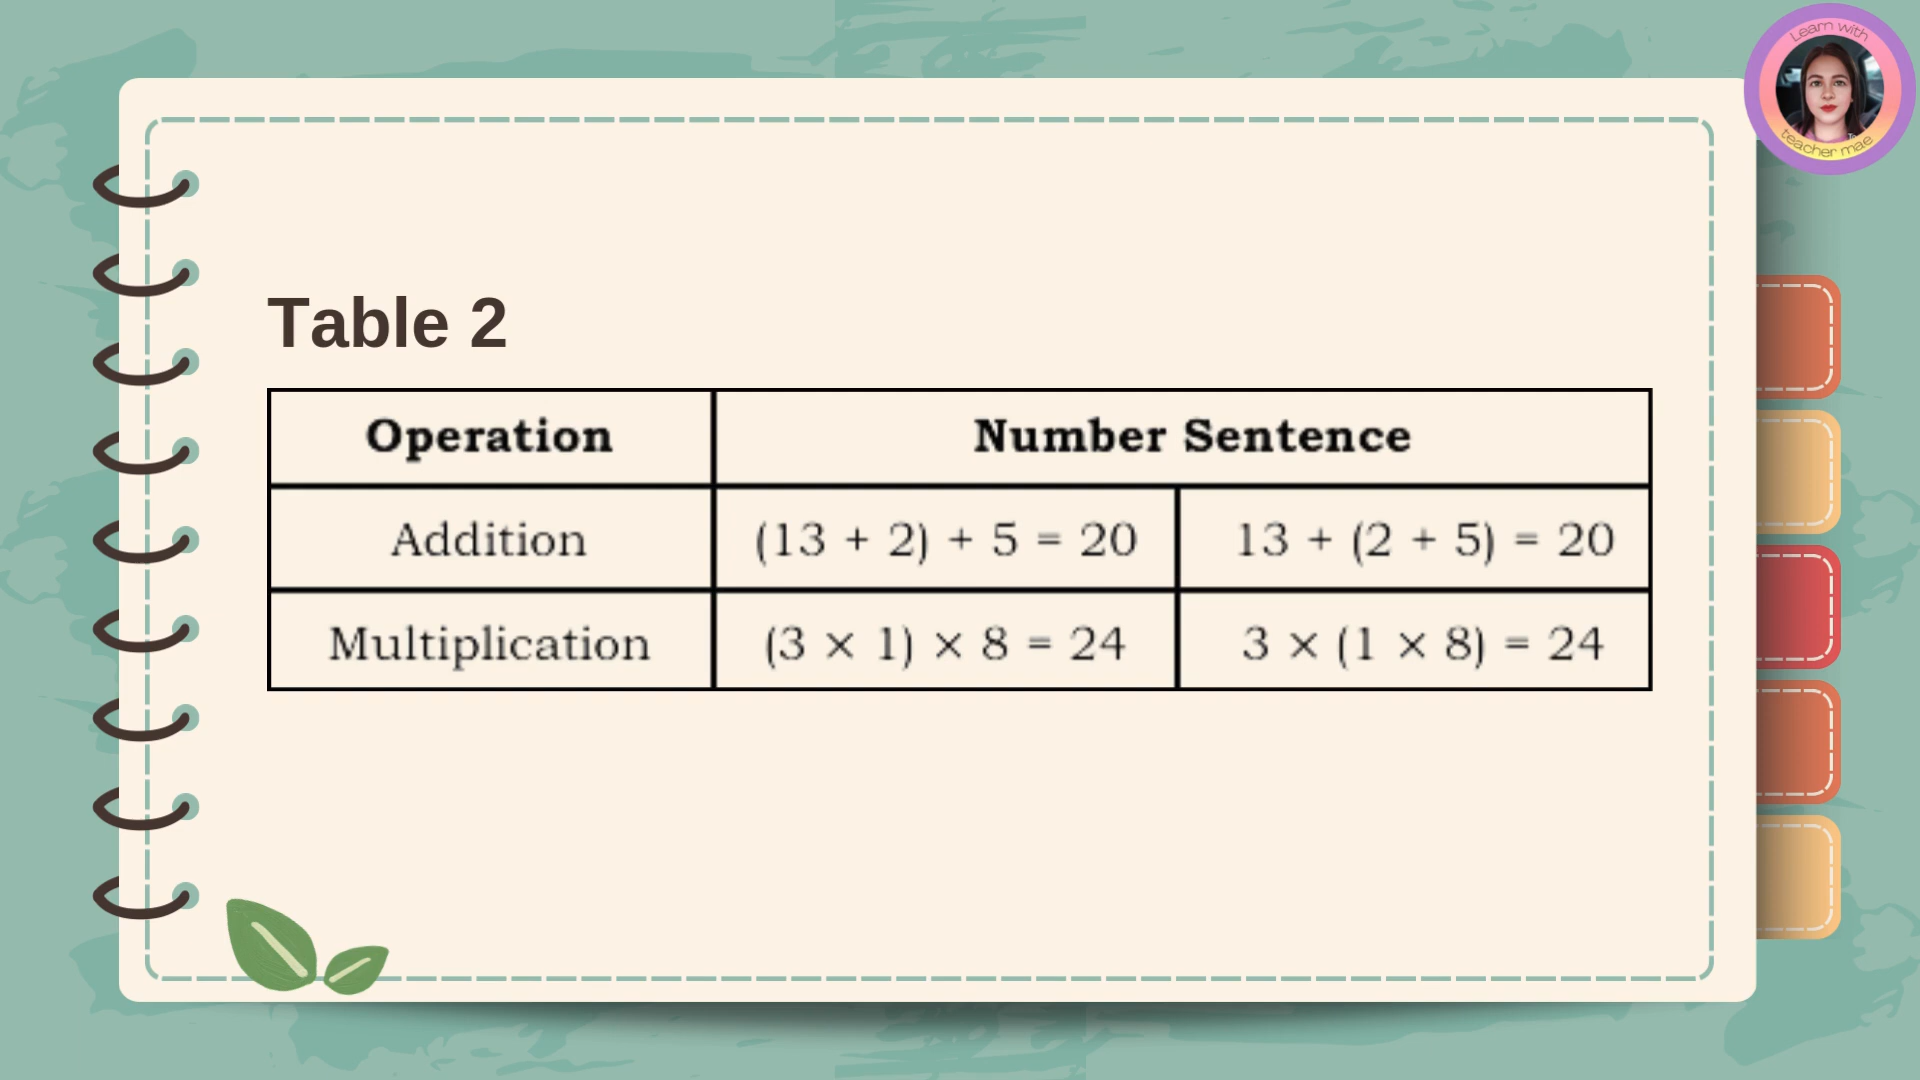 Learn with
teacher mae
Table 2
Operation Number Sentence
Addition (13 + 2) + 5 = 20 13 + (2 + 5) = 20
Multiplication (3 × 1) × 8 = 24 3 × (1 × 8) = 24